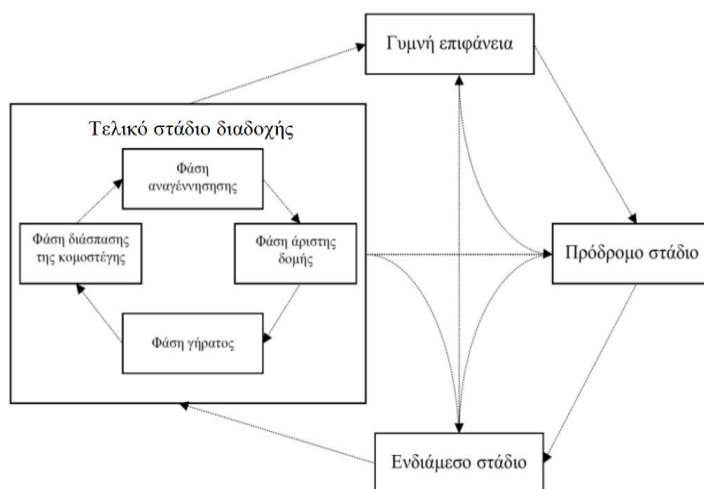 Γυμνή επιφάνεια
Τελικό στάδιο διαδοχής
Φάση
αναγέννησησης
Φάση διάσπασης
της κομοστέγης
Φάση άριστης
δομής
Πρόδρομο στάδιο
Φάση γήρατος
Ενδιάμεσο στάδιο